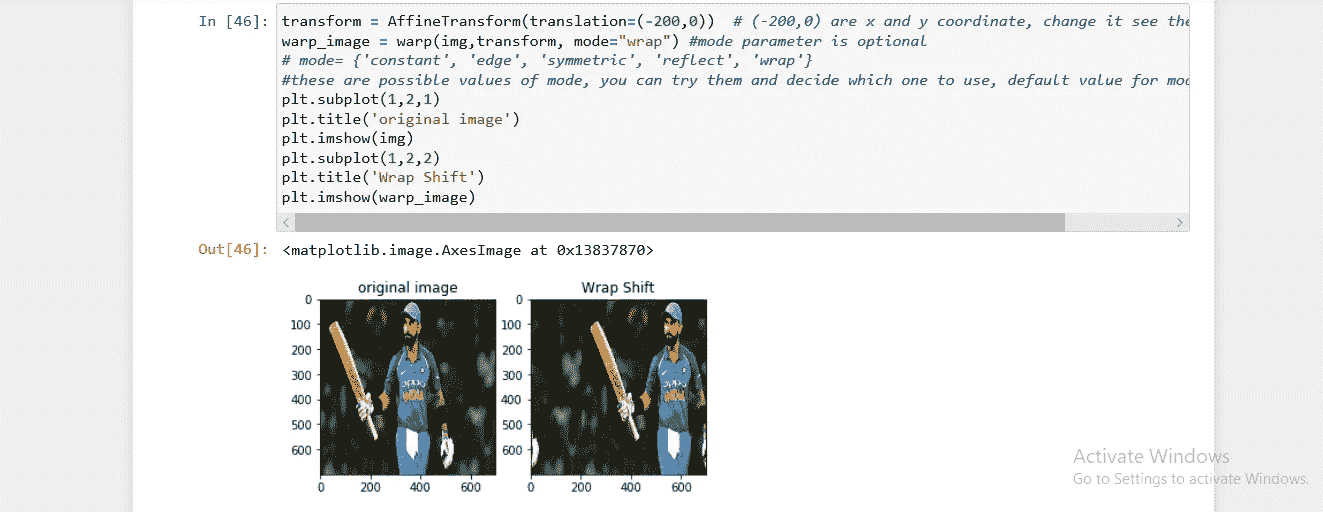 In [46]: transform = AffineTransform(translation=(-200,0))  # (-200,0) are x and y coordinate, change it see the
warp_image = warp(img,transform, mode="wrap") #mode parameter is optional
# mode= {'constant', 'edge', 'symmetric', 'reflect', 'wrap'}
#these are possible values of mode, you can try them and decide which one to use, default value for mod
plt.subplot(1,2,1)
plt.title('original image')
plt.imshow(img)
plt.subplot(1,2,2)
plt.title('Wrap Shift')
plt.imshow(warp_image)
Out[46]: <matplotlib.image.AxesImage at 0x13837870>
original image
0
100
200
300
400
500
600
0 200 400 600
Wrap Shift
0
100
200
300
400
500
600
0 200 400 600
Activate Windows
Go to Settings to activate Windows.